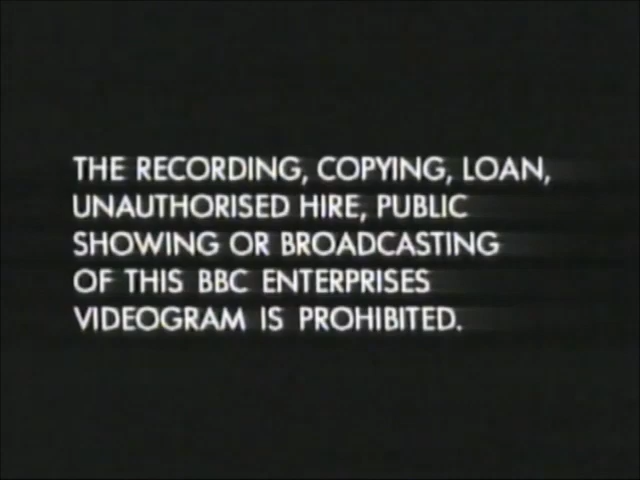 THE RECORDING, COPYING, LOAN,
UNAUTHORISED HIRE, PUBLIC
SHOWING OR BROADCASTING
OF THIS BBC ENTERPRISES
VIDEOGRAM IS PROHIBITED.